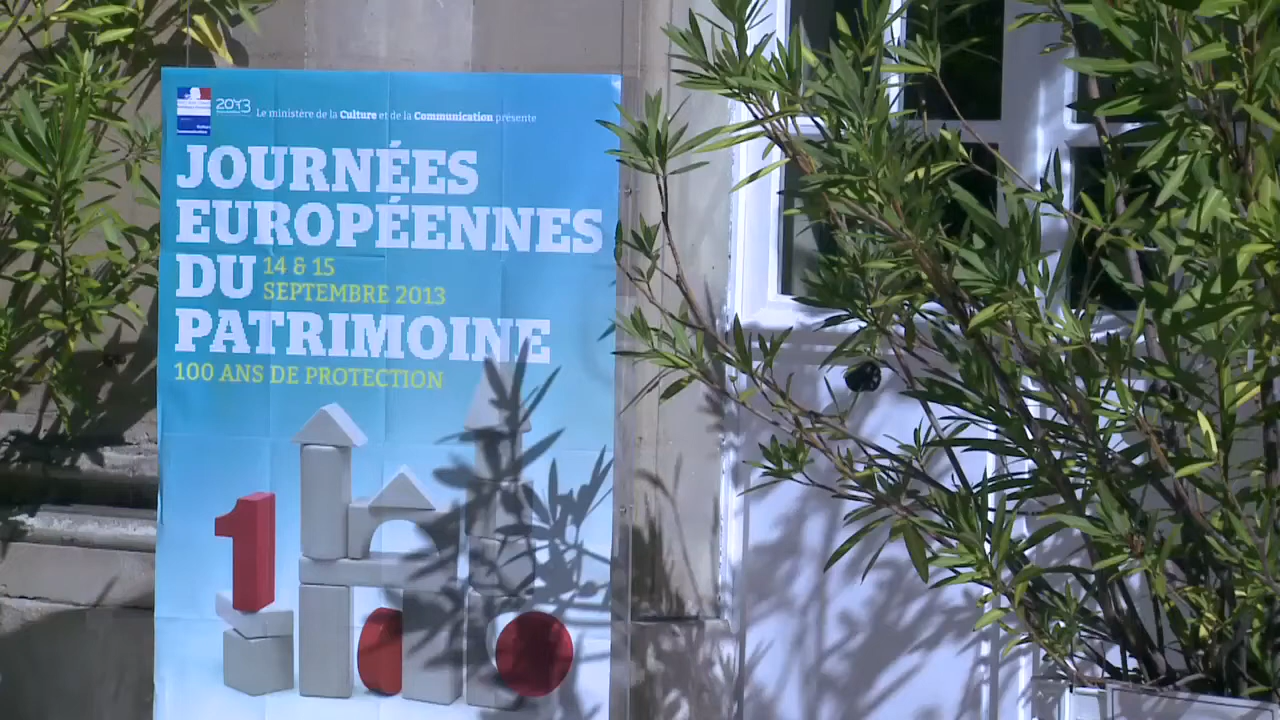 2013
Le ministère de la Culture et de la Communication présente
JOURNÉES
EUROPÉENNES
DU
14 & 15
SEPTEMBRE 2013
PATRIMOINE
100 ANS DE PROTECTION
1